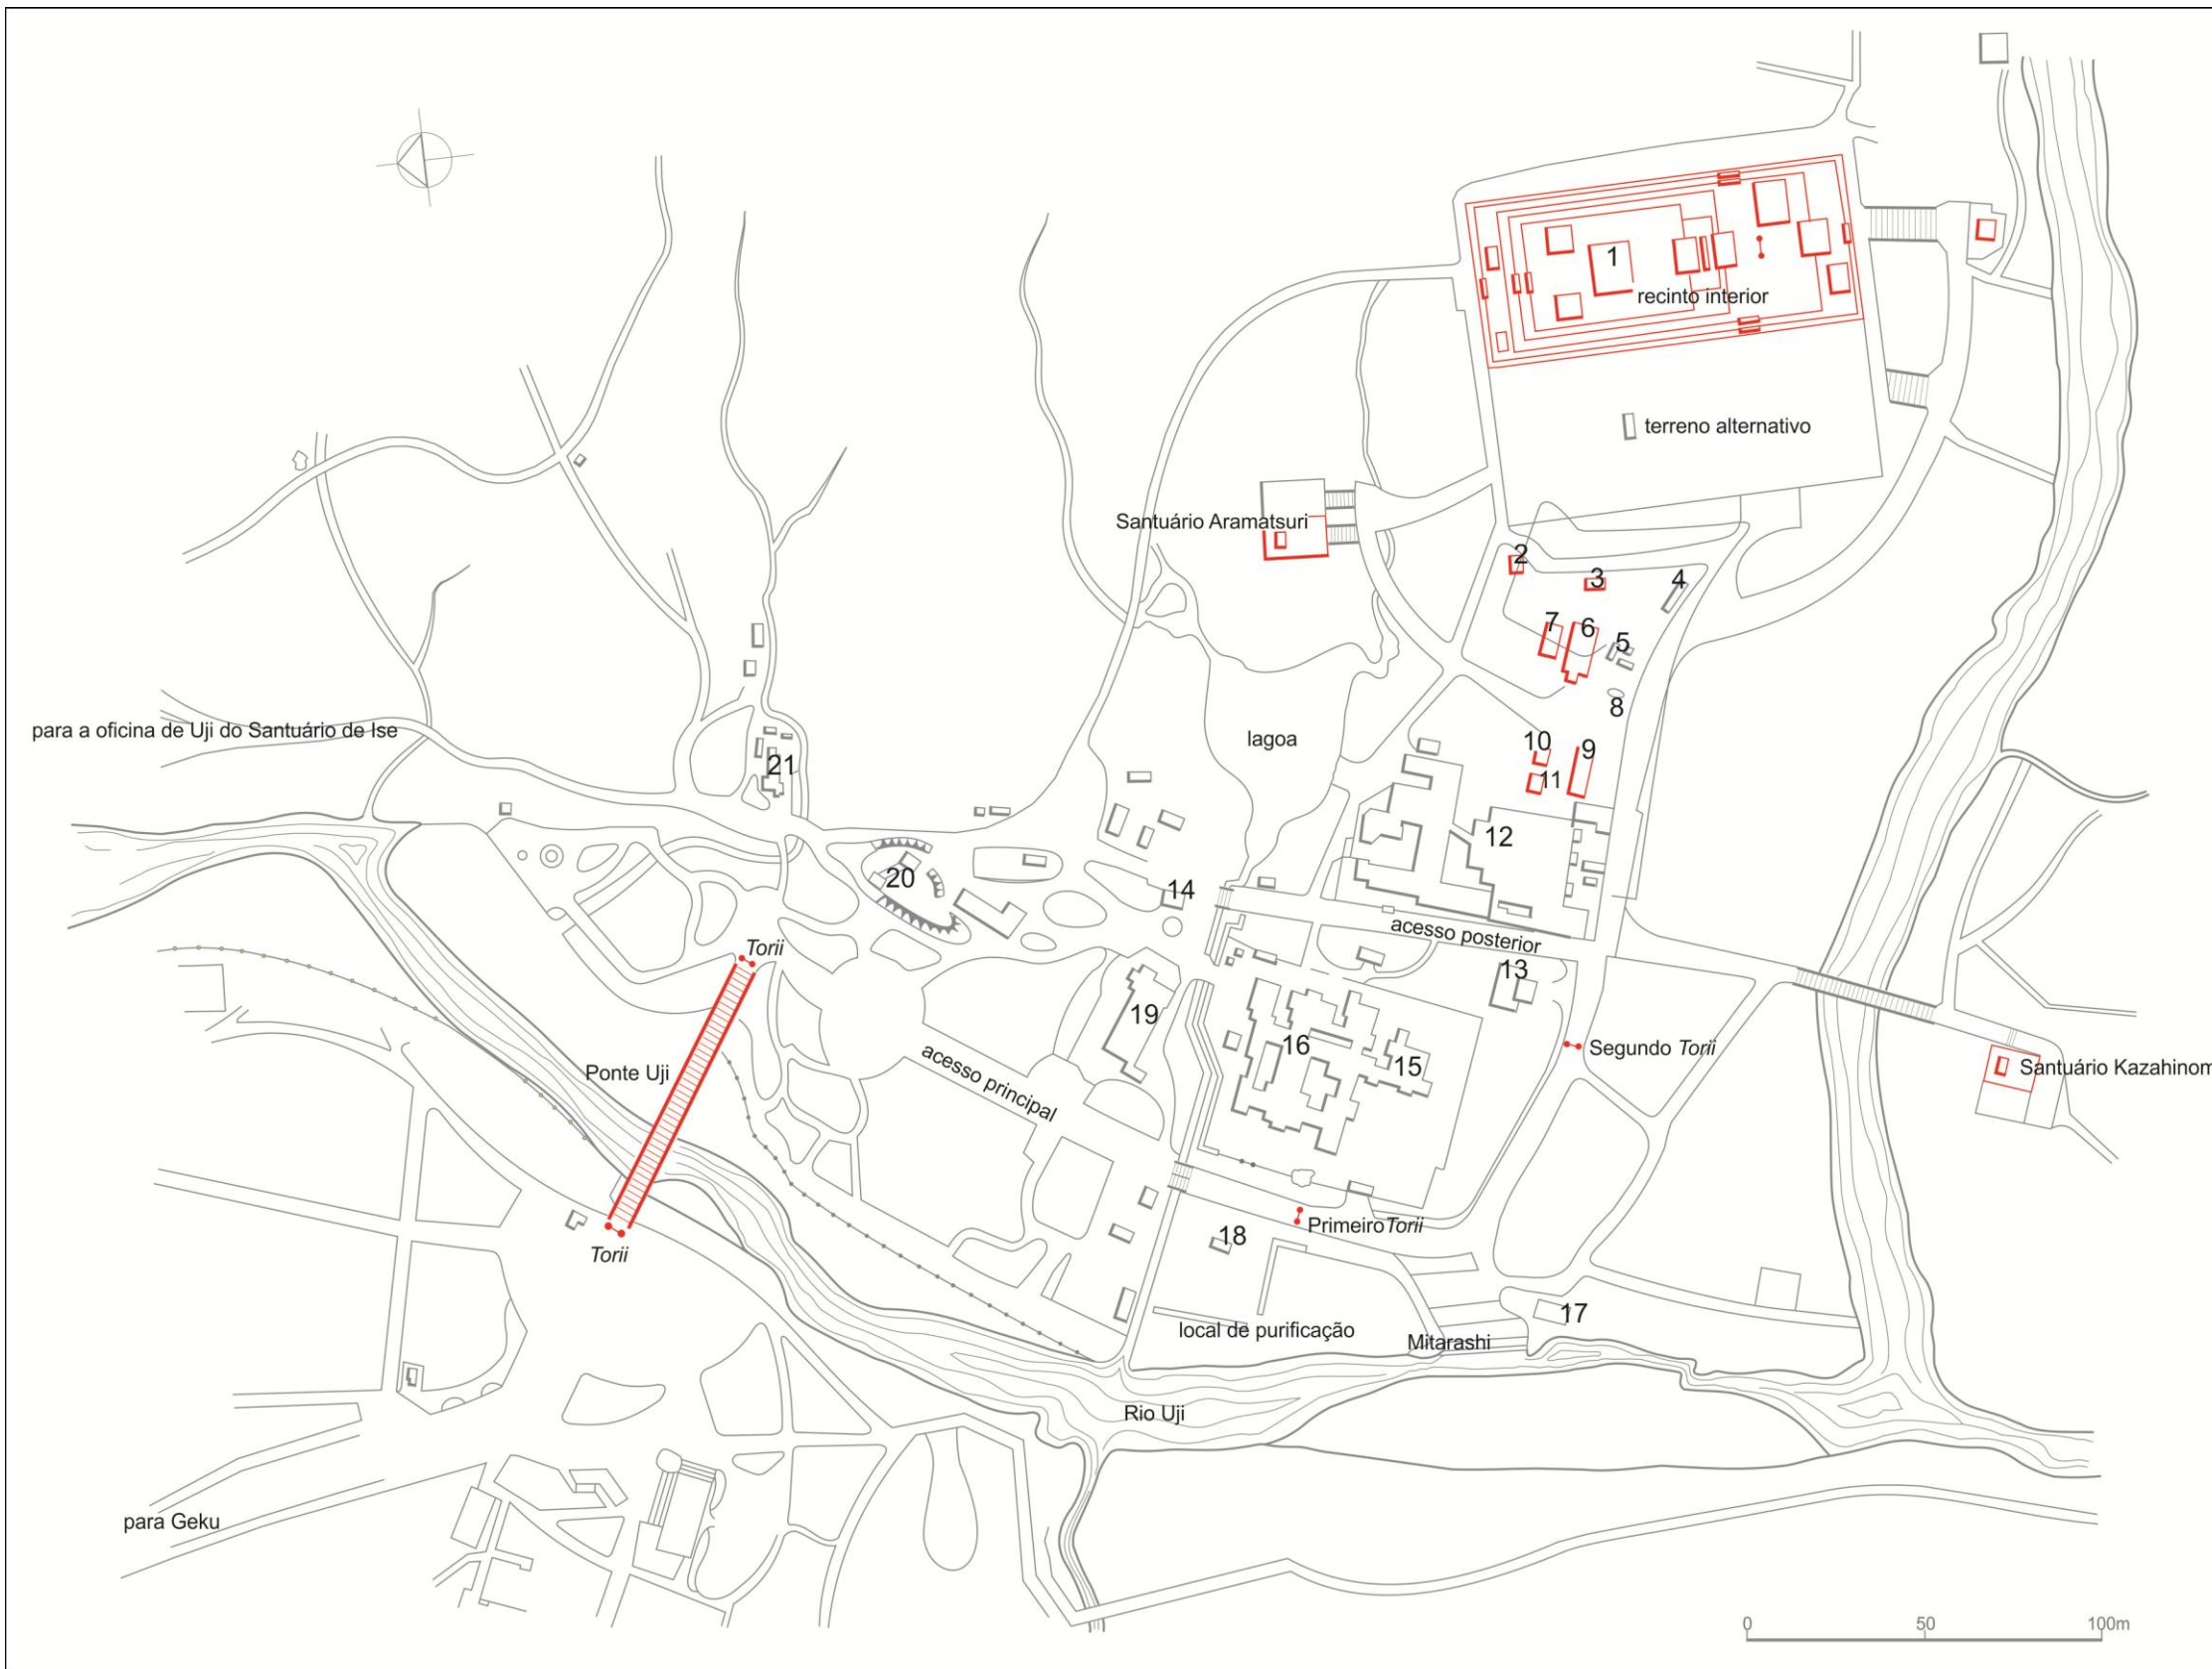 1
recinto interior
terreno alternativo
Santuário Aramatsuri
2
3
4
7
6
5
8
para a oficina de Uji do Santuário de Ise
lagoa
10
9
21
11
12
20
14
acesso posterior
Torii
13
19
Segundo Torii
16
acesso principal
15
Ponte Uji
Santuário Kazahinom
PrimeiroTorii
18
Torii
17
local de purificação
Mitarashi
Rio Uji
para Geku
0 50 100m